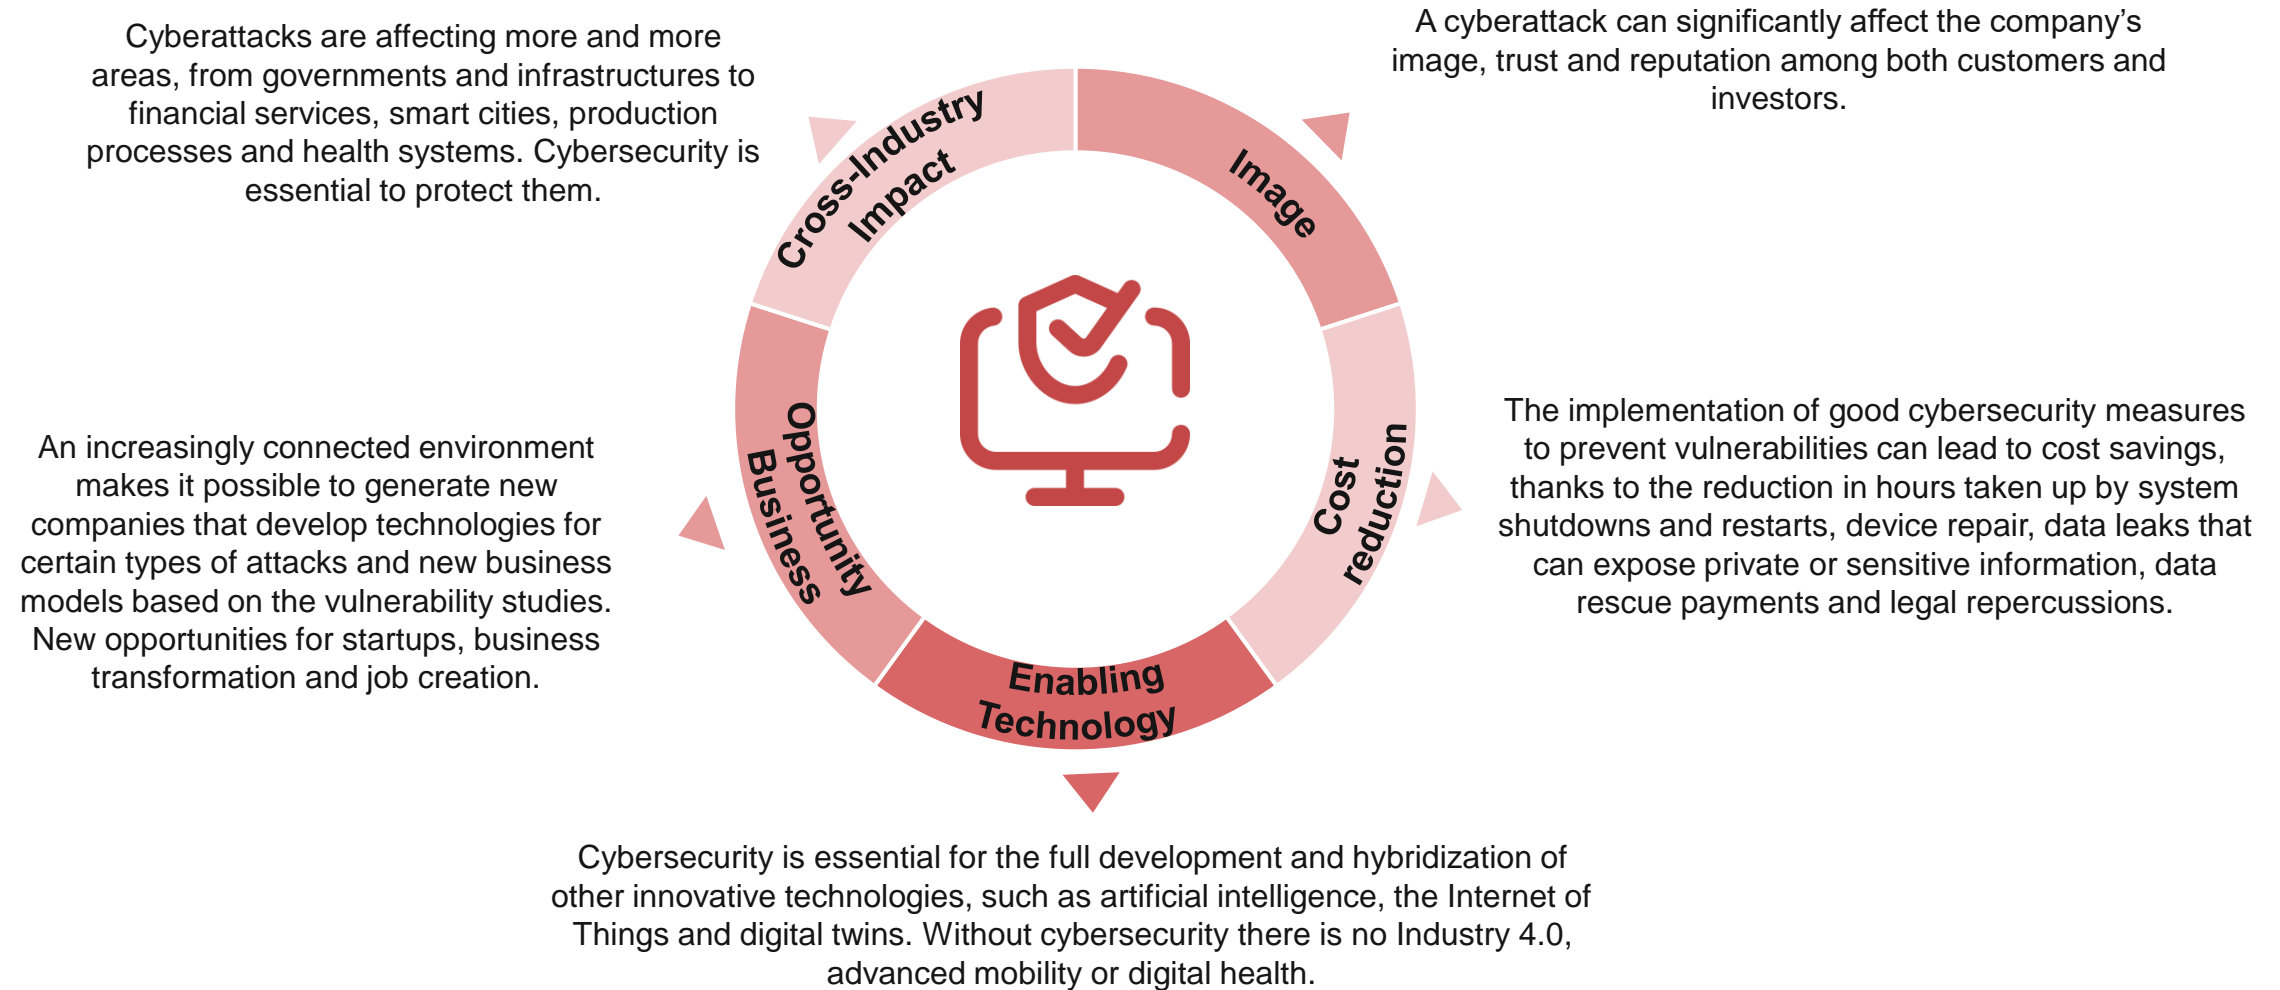 Cyberattacks are affecting more and more
areas, from governments and infrastructures to
financial services, smart cities, production
processes and health systems. Cybersecurity is
essential to protect them.
A cyberattack can significantly affect the company’s
image, trust and reputation among both customers and
investors.
Cross-Industry
Impact
Image
An increasingly connected environment
makes it possible to generate new
companies that develop technologies for
certain types of attacks and new business
models based on the vulnerability studies.
New opportunities for startups, business
transformation and job creation.
Opportunity
Business
Cost
reduction
The implementation of good cybersecurity measures
to prevent vulnerabilities can lead to cost savings,
thanks to the reduction in hours taken up by system
shutdowns and restarts, device repair, data leaks that
can expose private or sensitive information, data
rescue payments and legal repercussions.
Enabling
Technology
Cybersecurity is essential for the full development and hybridization of
other innovative technologies, such as artificial intelligence, the Internet of
Things and digital twins. Without cybersecurity there is no Industry 4.0,
advanced mobility or digital health.